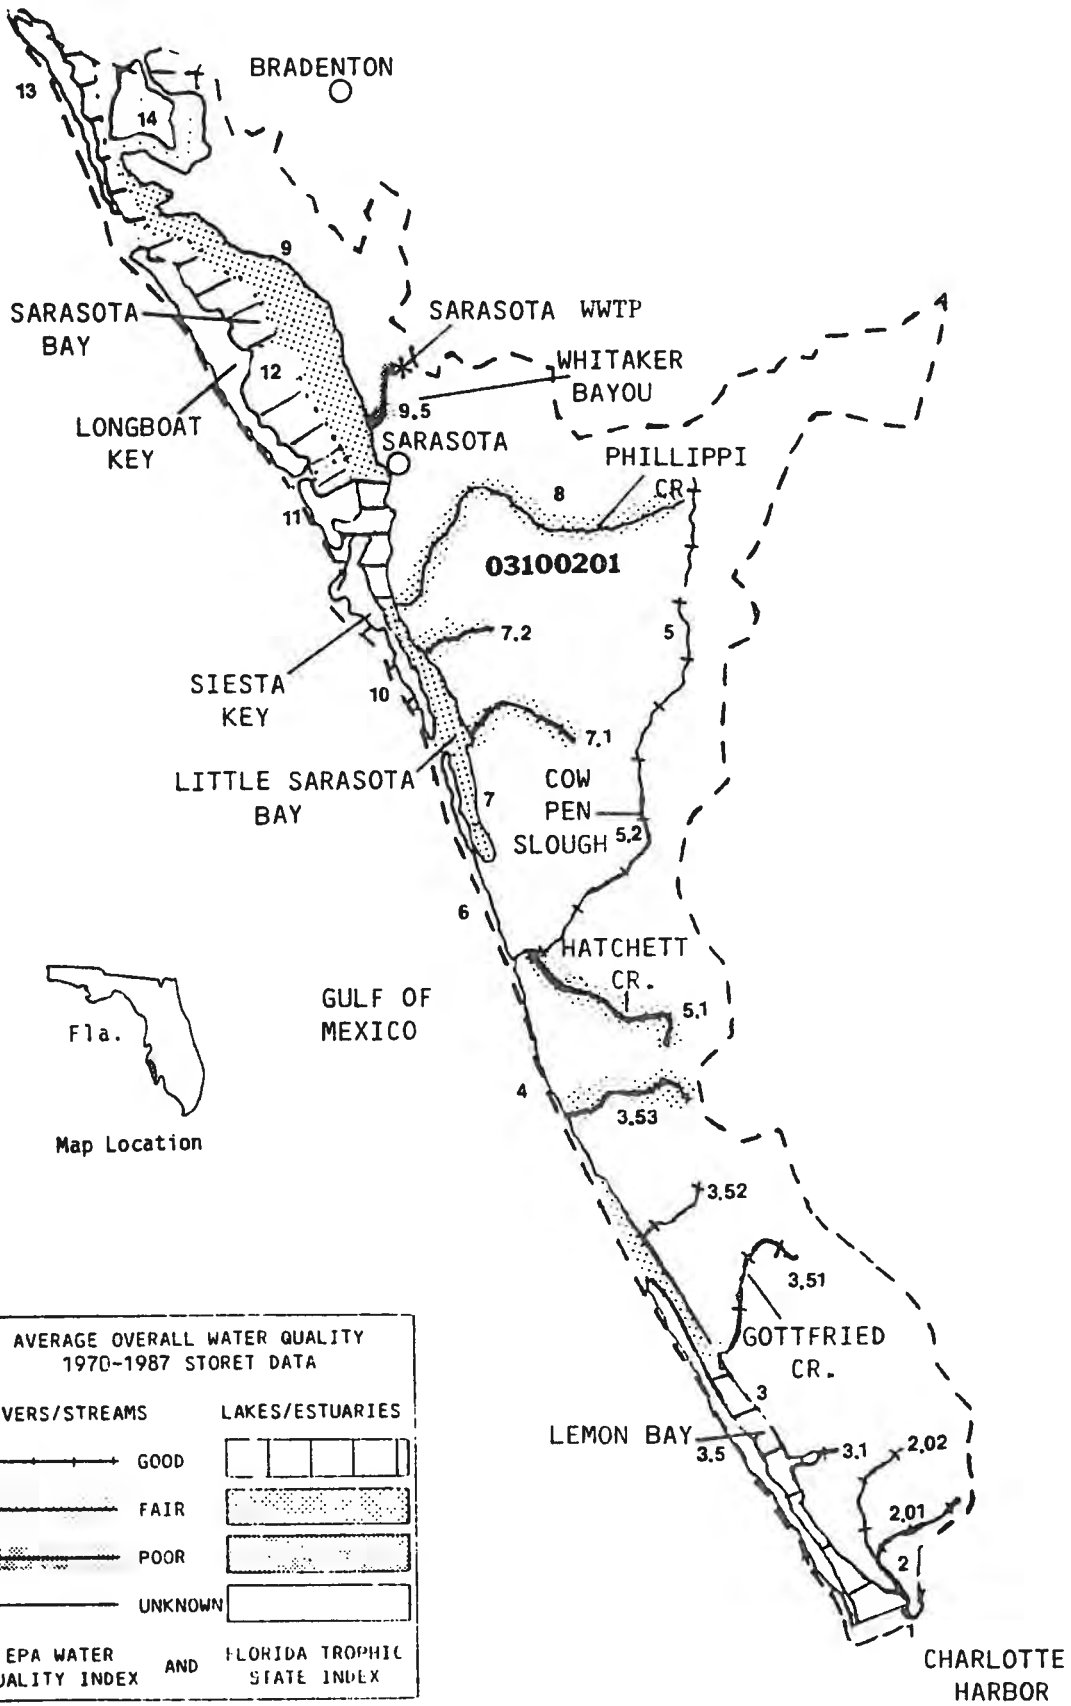 BRADENTON
13
14
9
SARASOTA
BAY
SARASOTA WWTP
WHITAKER
BAYOU
12
9.5
LONGBOAT
KEY
SARASOTA
PHILLIPPI
CR
8
11
03100201
7.2
5
SIESTA
KEY
10
7.1
LITTLE SARASOTA
BAY
7
COW
PEN
SLOUGH
5.2
6
HATCHETT
CR.
GULF OF
MEXICO
5.1
Fla.
4
3.53
Map Location
3.52
3.51
GOTTFRIED
CR.
3
LEMON BAY
3.5
3.1
2.02
2.01
2
1
CHARLOTTE
HARBOR
AVERAGE OVERALL WATER QUALITY
1970-1987 STORET DATA
VERS/STREAMS LAKES/ESTUARIES
GOOD
FAIR
POOR
UNKNOWN
EPA WATER
UALITY INDEX
AND
FLORIDA TROPHIC
STATE INDEX